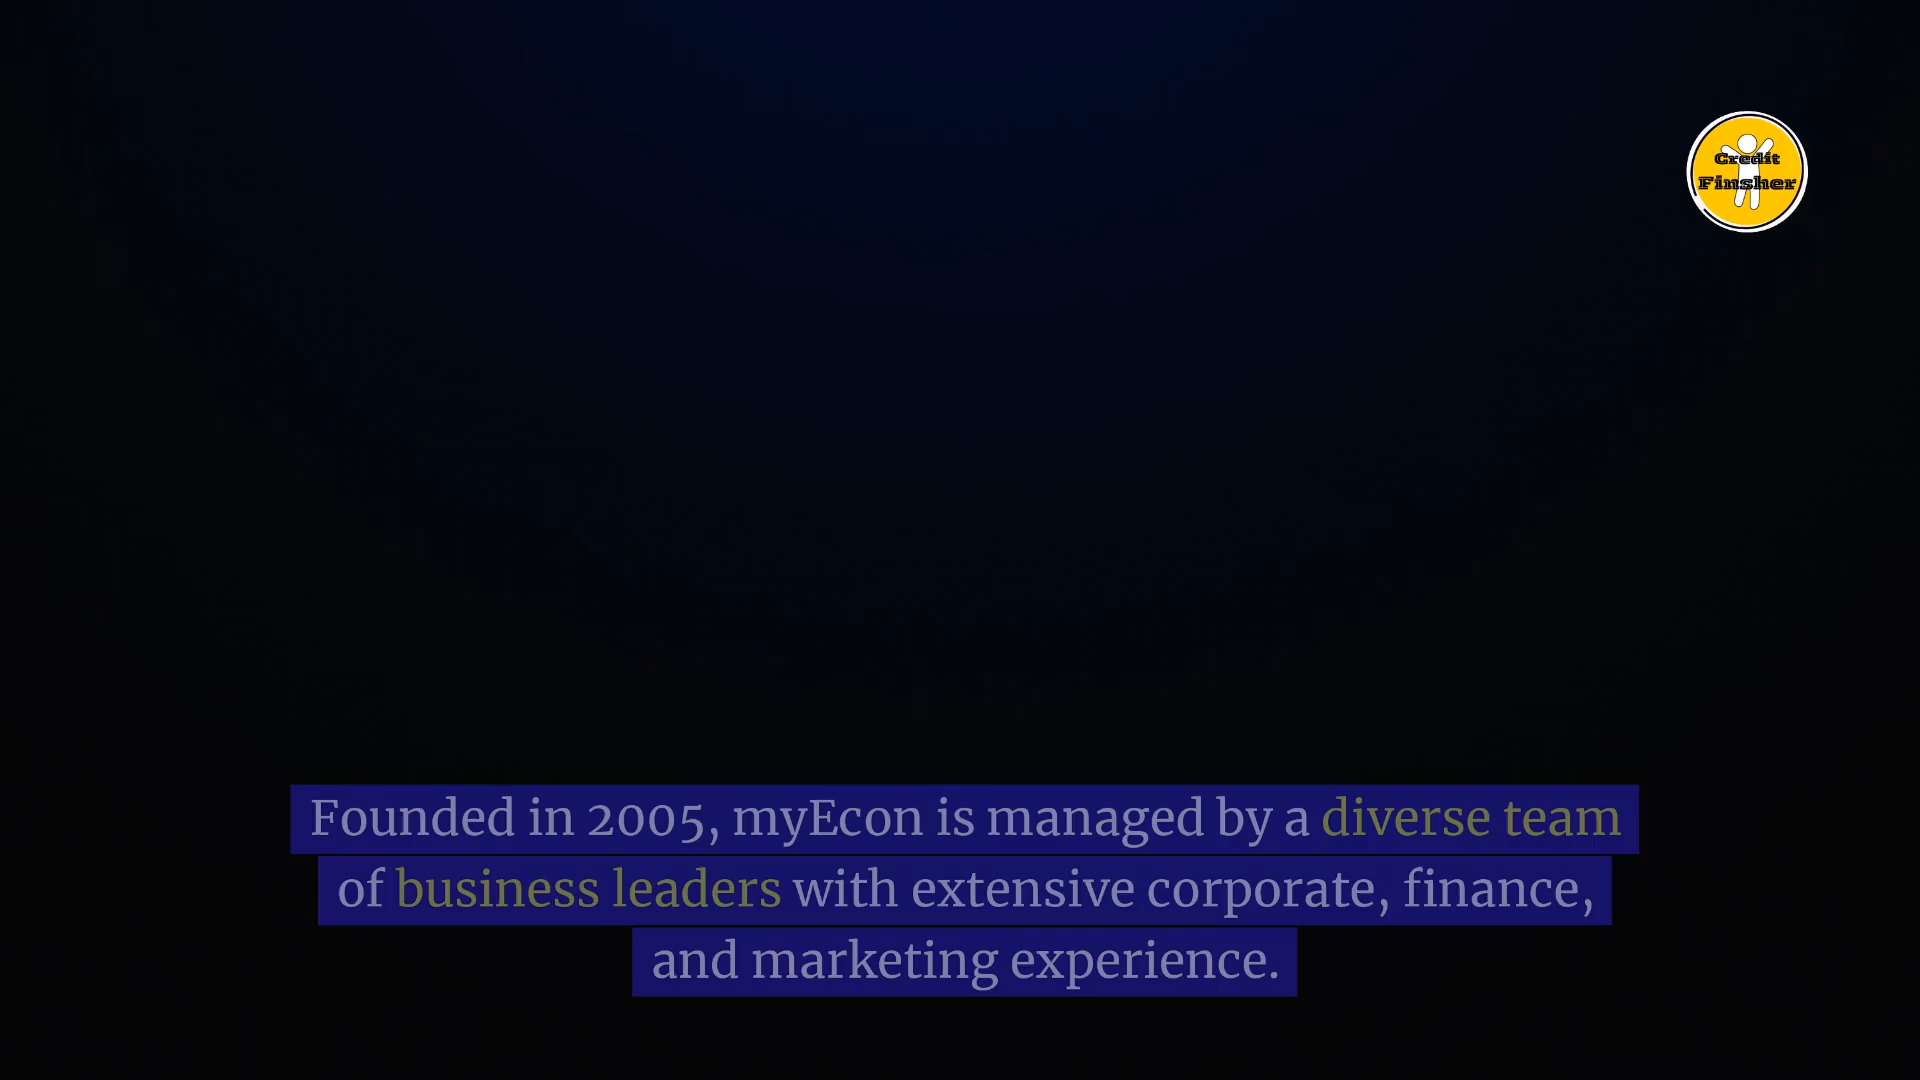 Credit
Finsher
Founded in 2005, myEcon is managed by a diverse team
of business leaders with extensive corporate, finance,
and marketing experience.